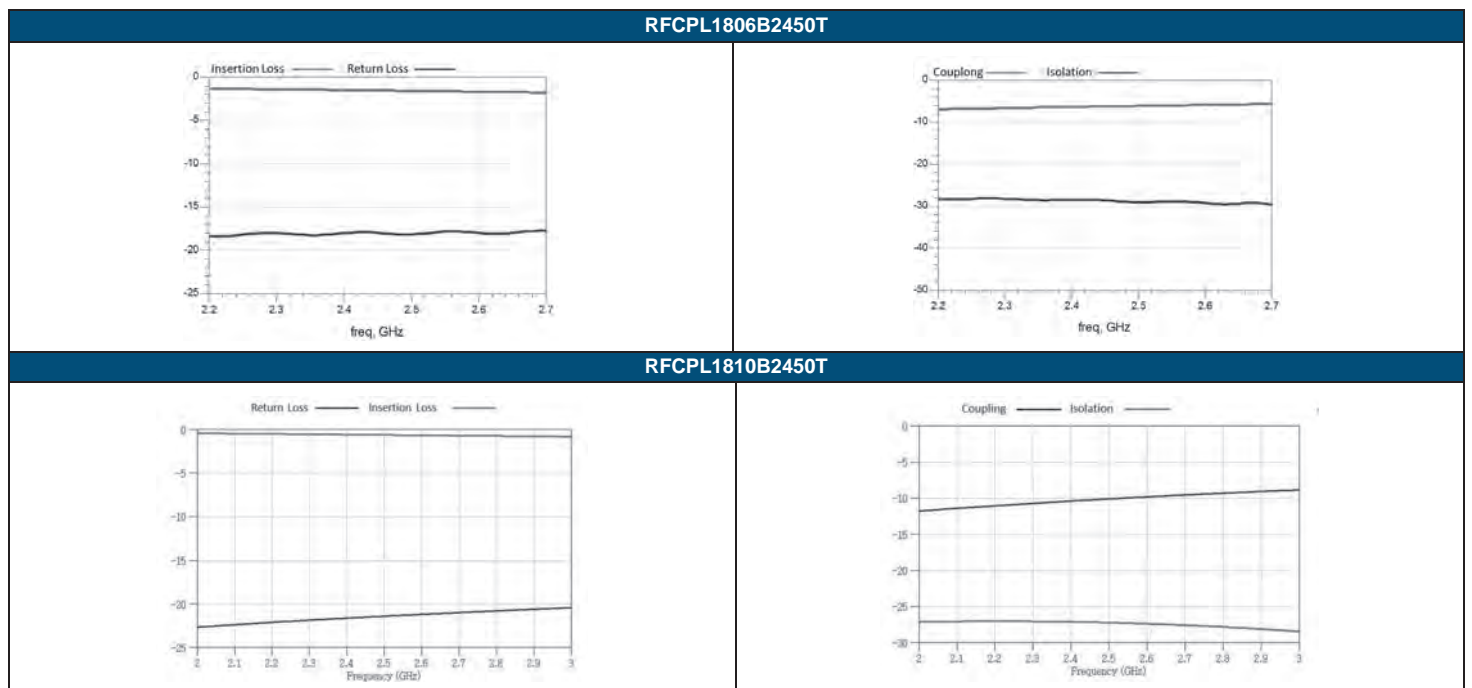 RFCPL1806B2450T
Insertion Loss Return Loss
0
-5
-10
-15
-20
-25
2.2 2.3 2.4 2.5 2.6 2.7
freq, GHz
Couplong Isolation
0
-10
-20
-30
-40
-50
2.2 2.3 2.4 2.5 2.6 2.7
freq, GHz
RFCPL1810B2450T
Return Loss Insertion Loss
0
-5
-10
-15
-20
-25
2 2.1 2.2 2.3 2.4 2.5 2.6 2.7 2.8 2.9 3
Frequency (GHz)
Coupling Isolation
0
-5
-10
-15
-20
-25
-30
2 2.1 2.2 2.3 2.4 2.5 2.6 2.7 2.8 2.9 3
Frequency (GHz)